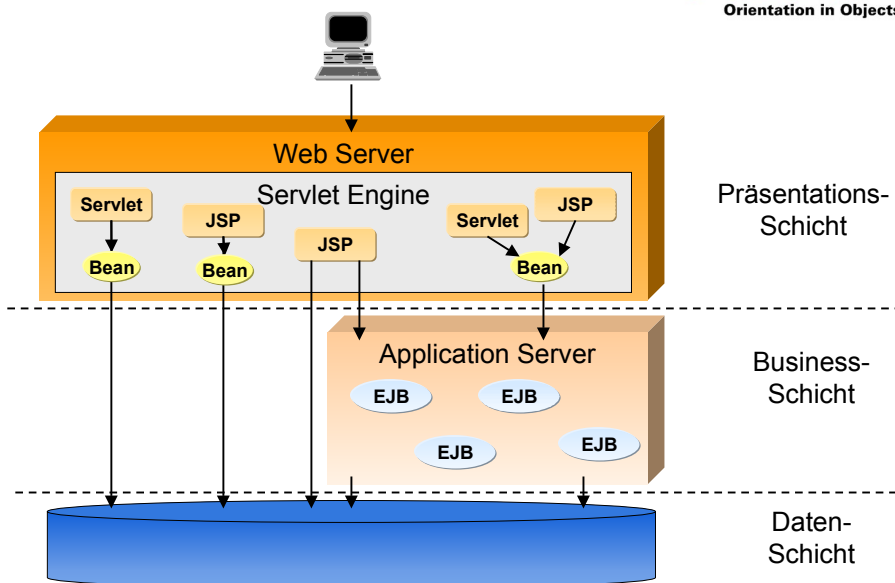 Orientation in Objects
Web Server
Servlet Engine
Servlet
JSP
JSP
Servlet
JSP
Bean
Bean
Bean
Präsentations-
Schicht
Application Server
EJB
EJB
EJB
EJB
Business-
Schicht
Daten-
Schicht